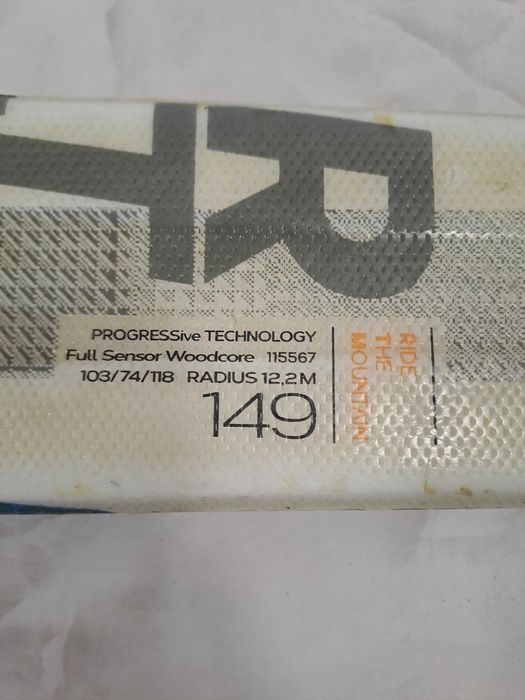 PROGRESSive TECHNOLOGY
Full Sensor Woodcore 115567
103/74/118 RADIUS 12,2 M
149
RIDE
THE
MOUNTAIN